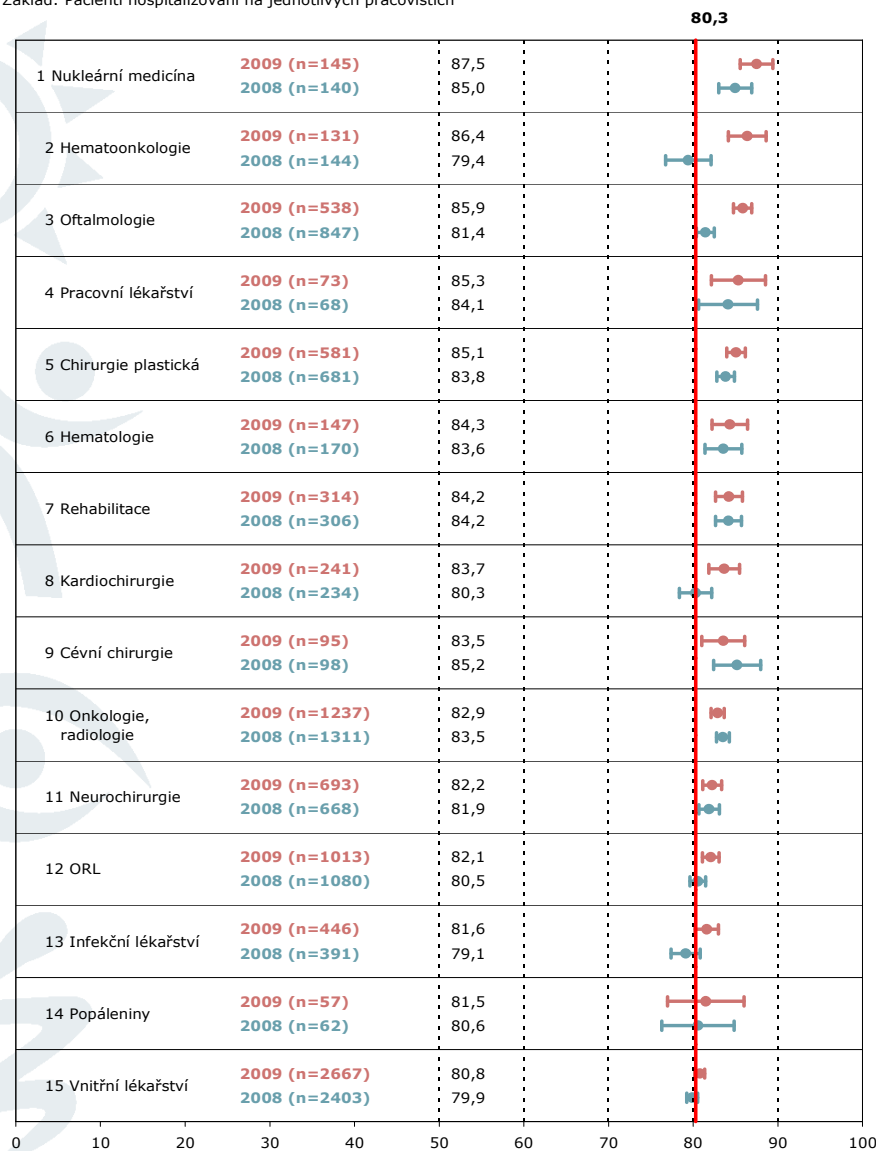 Základ: Pacienti hospitalizovaní na jednotlivých pracovištích
80,3
1 Nukleární medicína
2009 (n=145) 87,5
2008 (n=140) 85,0
2 Hematoonkologie
2009 (n=131) 86,4
2008 (n=144) 79,4
3 Oftalmologie
2009 (n=538) 85,9
2008 (n=847) 81,4
4 Pracovní lékařství
2009 (n=73) 85,3
2008 (n=68) 84,1
5 Chirurgie plastická
2009 (n=581) 85,1
2008 (n=681) 83,8
6 Hematologie
2009 (n=147) 84,3
2008 (n=170) 83,6
7 Rehabilitace
2009 (n=314) 84,2
2008 (n=306) 84,2
8 Kardiochirurgie
2009 (n=241) 83,7
2008 (n=234) 80,3
9 Cévní chirurgie
2009 (n=95) 83,5
2008 (n=98) 85,2
10 Onkologie,
radiologie
2009 (n=1237) 82,9
2008 (n=1311) 83,5
11 Neurochirurgie
2009 (n=693) 82,2
2008 (n=668) 81,9
12 ORL
2009 (n=1013) 82,1
2008 (n=1080) 80,5
13 Infekční lékařství
2009 (n=446) 81,6
2008 (n=391) 79,1
14 Popáleniny
2009 (n=57) 81,5
2008 (n=62) 80,6
15 Vnitřní lékařství
2009 (n=2667) 80,8
2008 (n=2403) 79,9
0 10 20 30 40 50 60 70 80 90 100